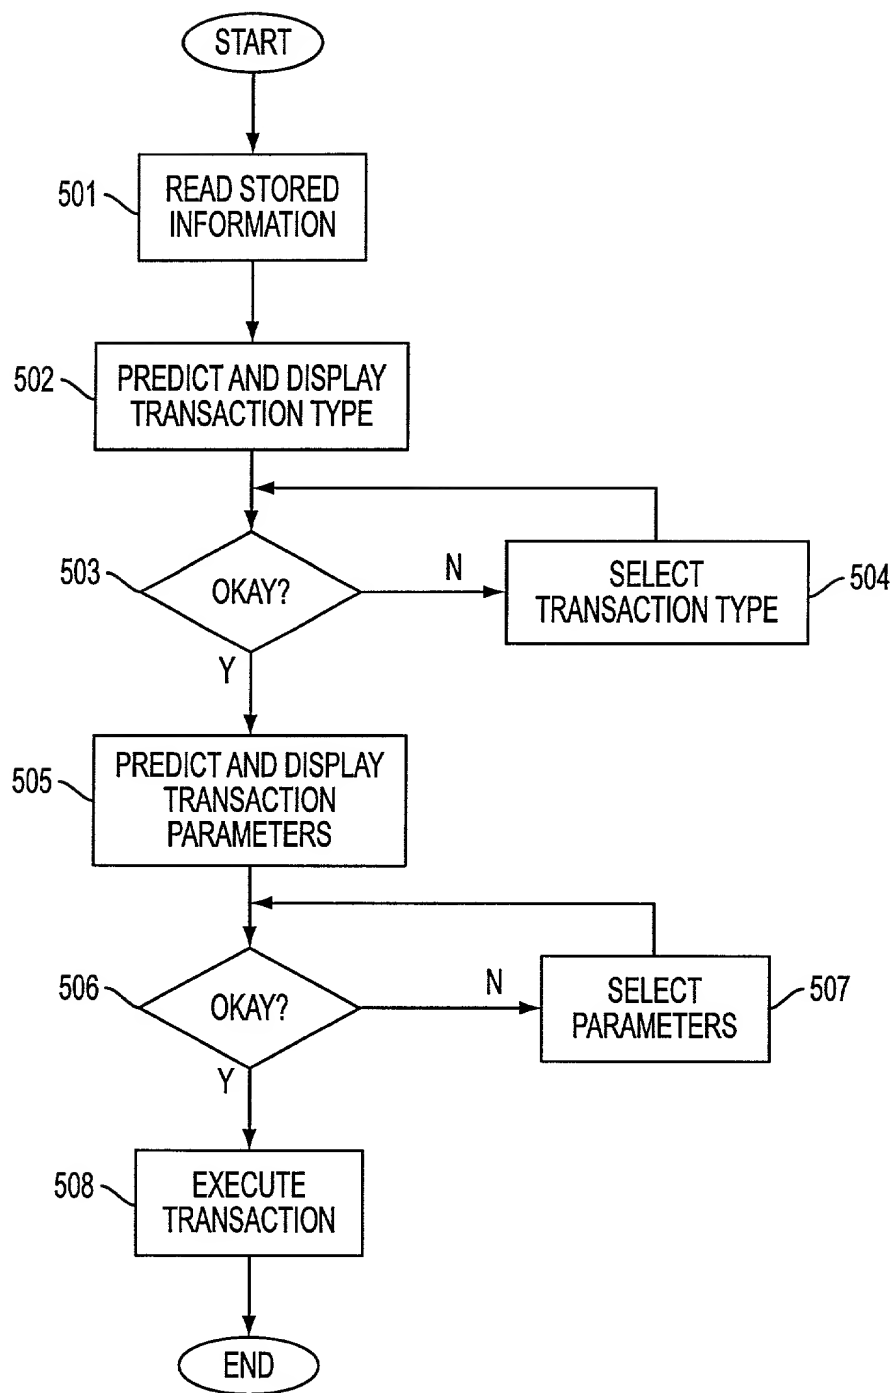 START
501
READ STORED
INFORMATION
502
PREDICT AND DISPLAY
TRANSACTION TYPE
503
OKAY?
N
SELECT
TRANSACTION TYPE
504
Y
505
PREDICT AND DISPLAY
TRANSACTION
PARAMETERS
506
OKAY?
N
SELECT
PARAMETERS
507
Y
508
EXECUTE
TRANSACTION
END